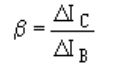 β = ΔI_C / ΔI_B